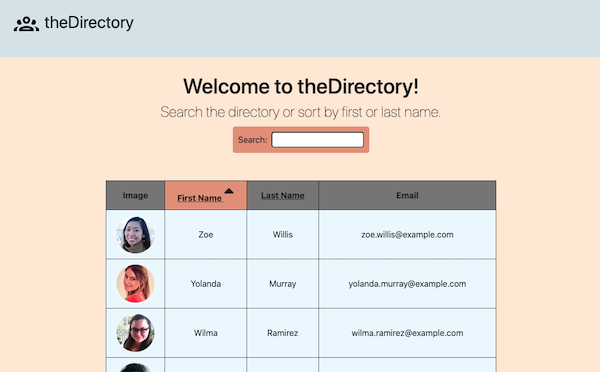 theDirectory
Welcome to theDirectory!
Search the directory or sort by first or last name.
Search:
Image First Name Last Name Email
Zoe Willis zoe.willis@example.com
Yolanda Murray yolanda.murray@example.com
Wilma Ramirez wilma.ramirez@example.com